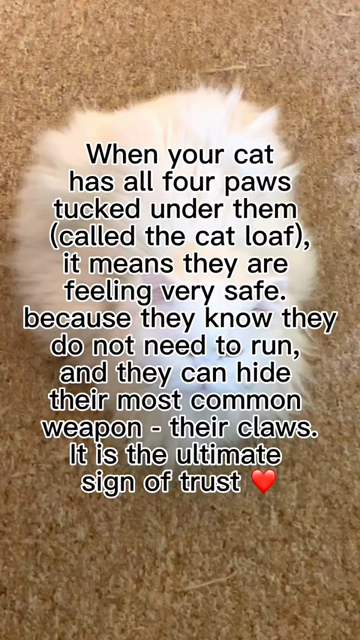 When your cat
has all four paws
tucked under them
(called the cat loaf),
it means they are
feeling very safe.
because they know they
do not need to run,
and they can hide
their most common
weapon - their claws.
It is the ultimate
sign of trust ❤️